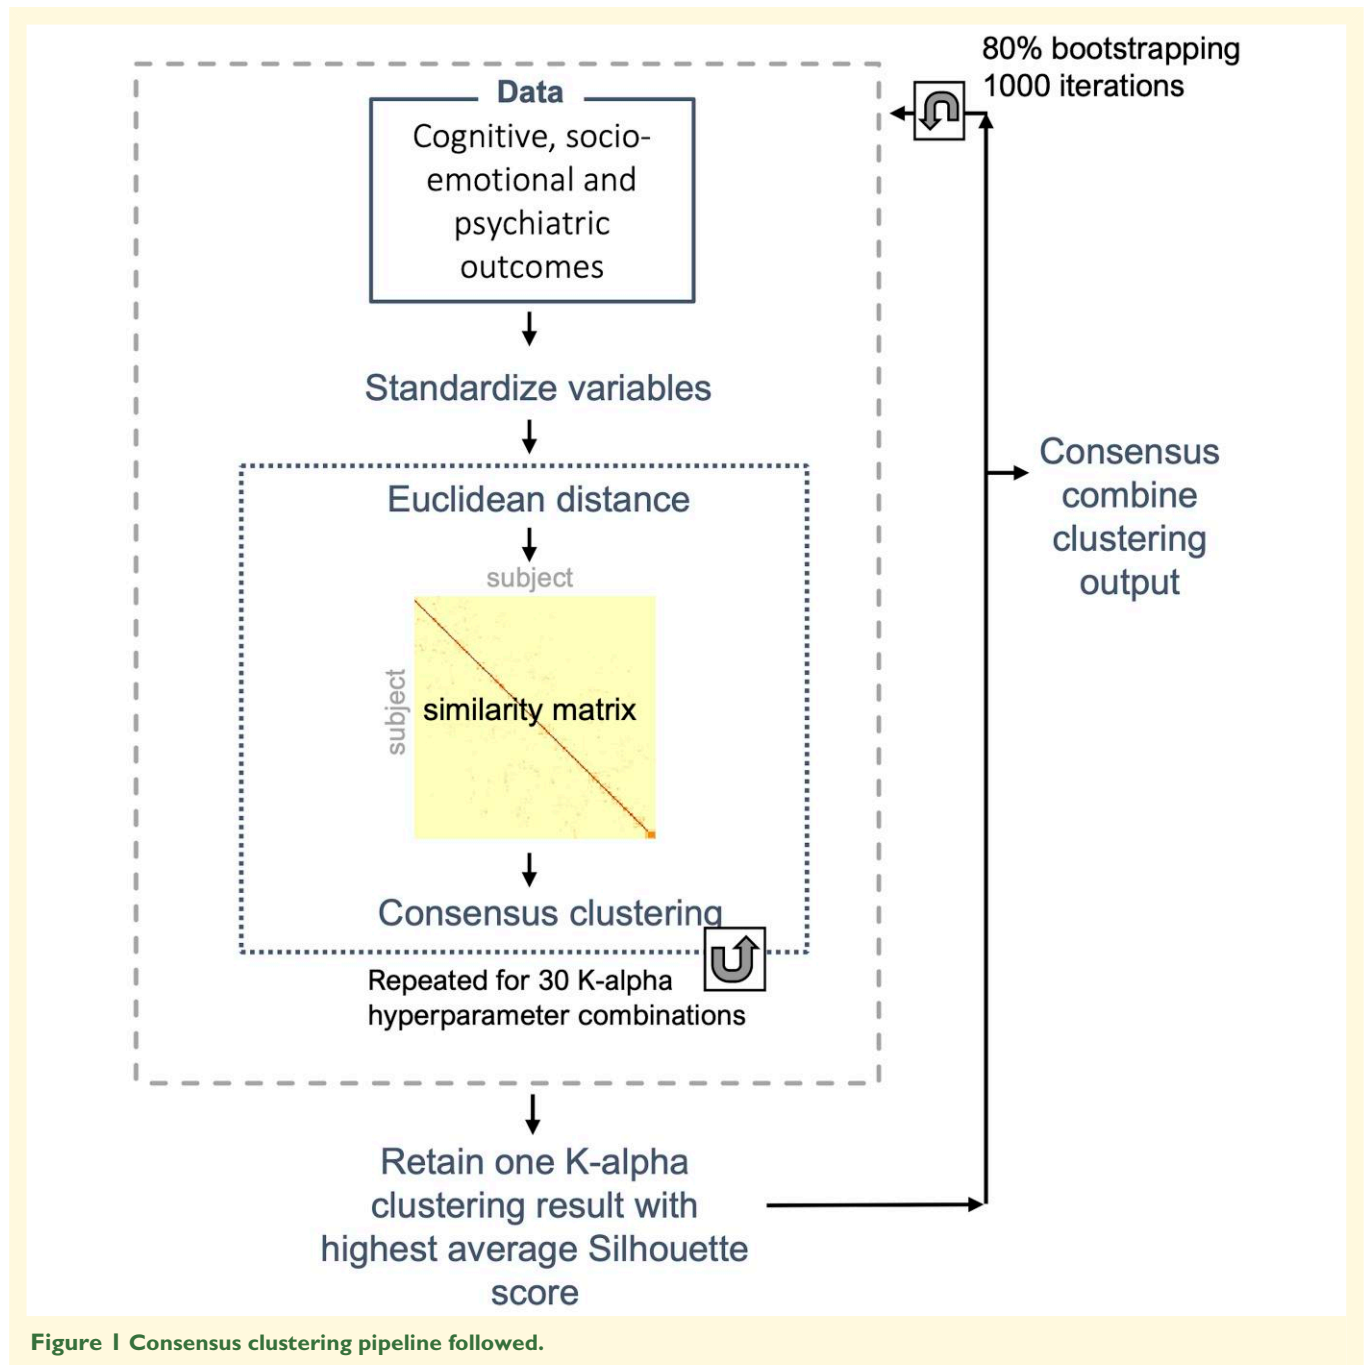 80% bootstrapping
1000 iterations
Data
Cognitive, socio-
emotional and
psychiatric
outcomes
Standardize variables
Euclidean distance
subject
subject
similarity matrix
Consensus clustering
Repeated for 30 K-alpha
hyperparameter combinations
Consensus
combine
clustering
output
Retain one K-alpha
clustering result with
highest average Silhouette
score
Figure 1 Consensus clustering pipeline followed.